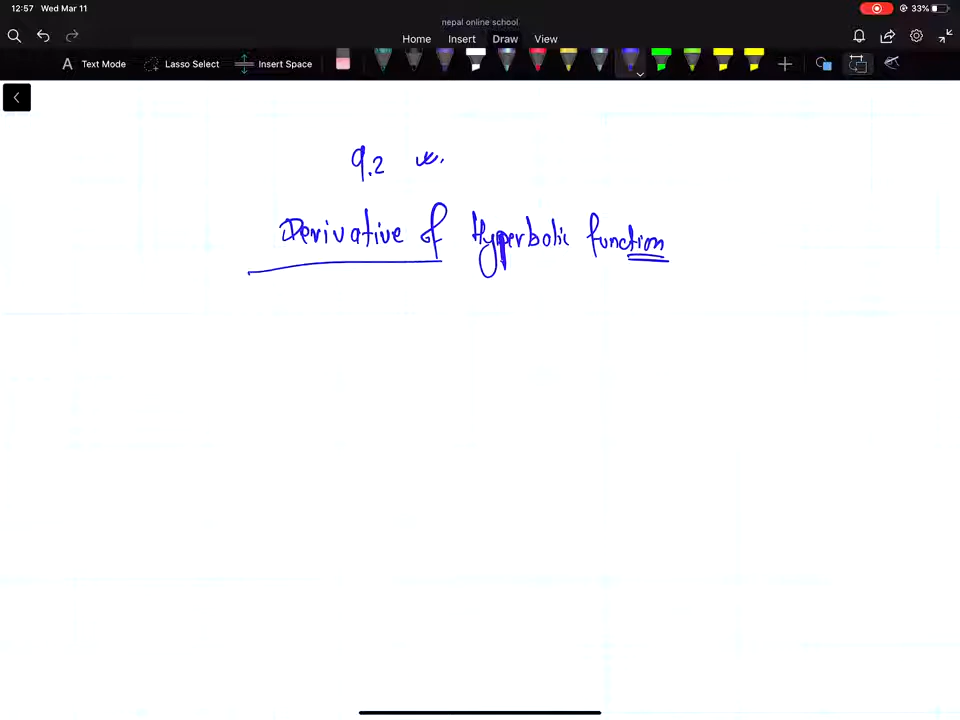 12:57 Wed Mar 11
33%
nepal online school
Home Insert Draw View
A Text Mode Lasso Select Insert Space
9.2
Derivative of Hyperbolic function